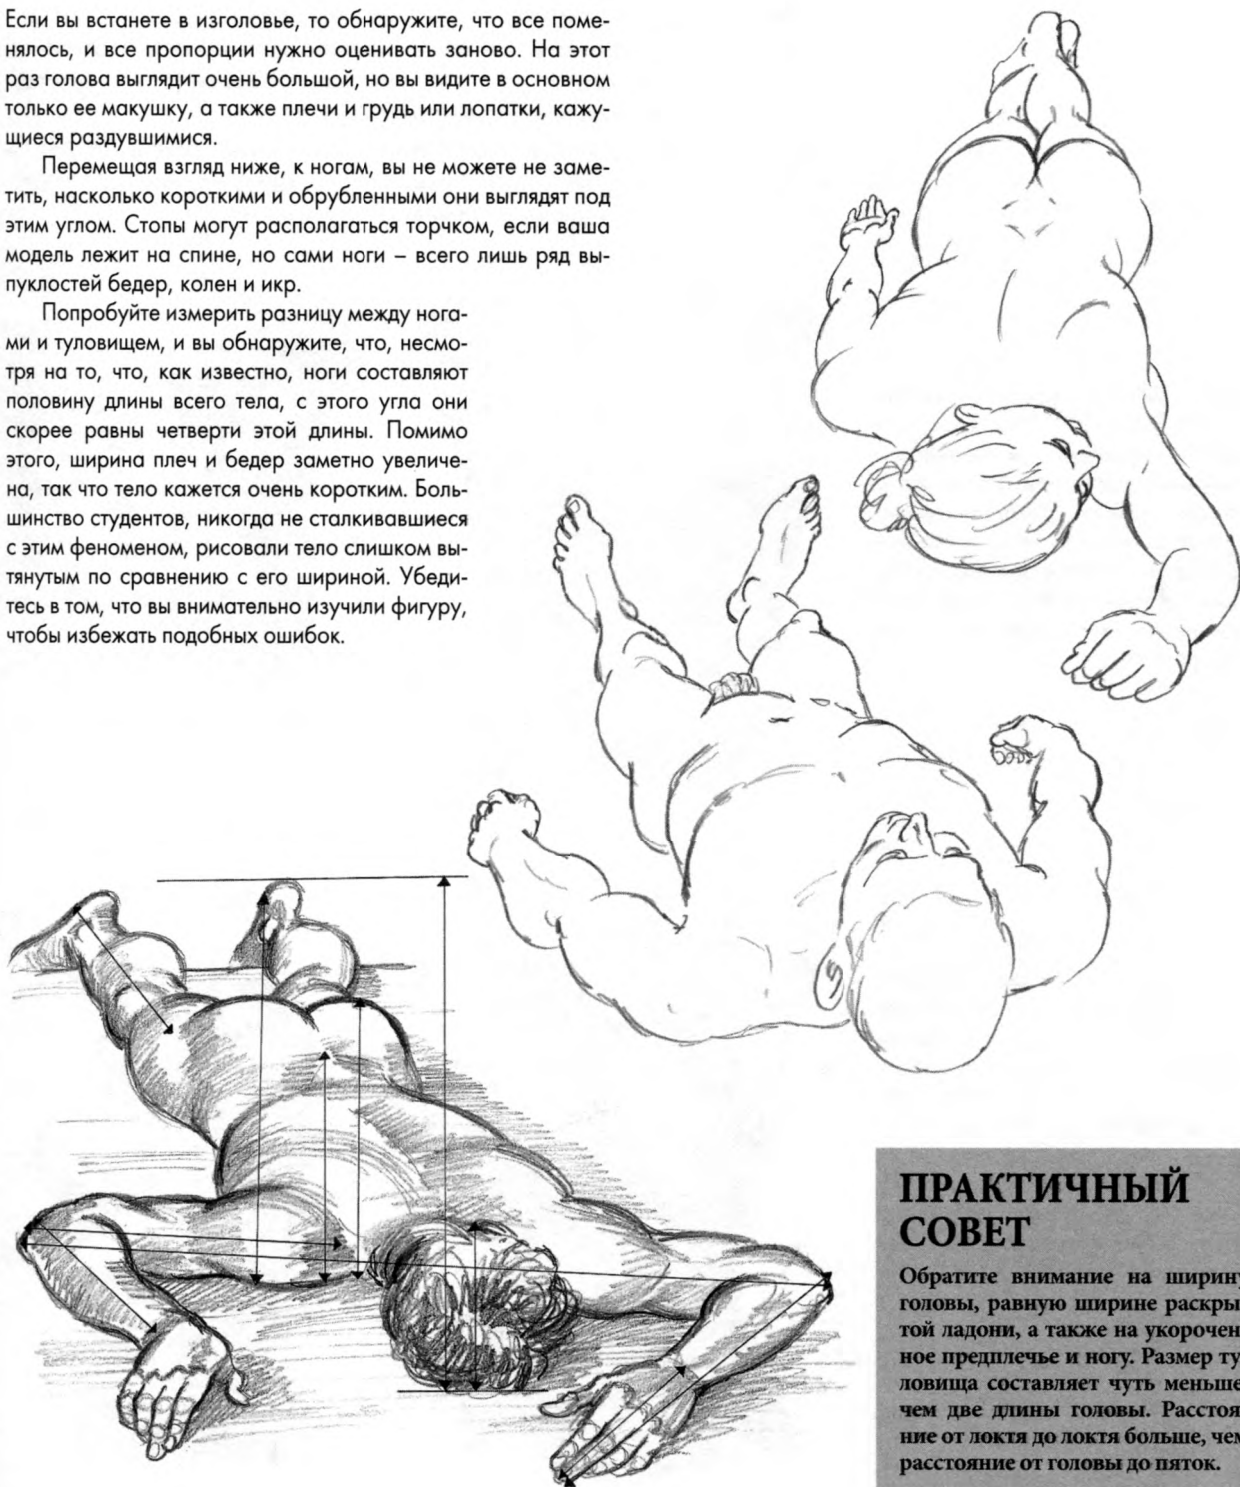 Если вы встанете в изголовье, то обнаружите, что все поме-
нялось, и все пропорции нужно оценивать заново. На этот
раз голова выглядит очень большой, но вы видите в основном
только ее макушку, а также плечи и грудь или лопатки, кажу-
щиеся раздувшимися.
Перемещая взгляд ниже, к ногам, вы не можете не заме-
тить, насколько короткими и обрубленными они выглядят под
этим углом. Стопы могут располагаться торчком, если ваша
модель лежит на спине, но сами ноги – всего лишь ряд вы-
пуклостей бедер, колен и икр.
Попробуйте измерить разницу между нога-
ми и туловищем, и вы обнаружите, что, несмо-
тря на то, что, как известно, ноги составляют
половину длины всего тела, с этого угла они
скорее равны четверти этой длины. Помимо
этого, ширина плеч и бедер заметно увеличе-
на, так что тело кажется очень коротким. Боль-
шинство студентов, никогда не сталкивавшиеся
с этим феноменом, рисовали тело слишком вы-
тянутым по сравнению с его шириной. Убеди-
тесь в том, что вы внимательно изучили фигуру,
чтобы избежать подобных ошибок.
ПРАКТИЧНЫЙ
СОВЕТ
Обратите внимание на ширину
головы, равную ширине раскры-
той ладони, а также на укорочен-
ное предплечье и ногу. Размер ту-
ловища составляет чуть меньше,
чем две длины головы. Расстоя-
ние от локтя до локтя больше, чем
расстояние от головы до пяток.